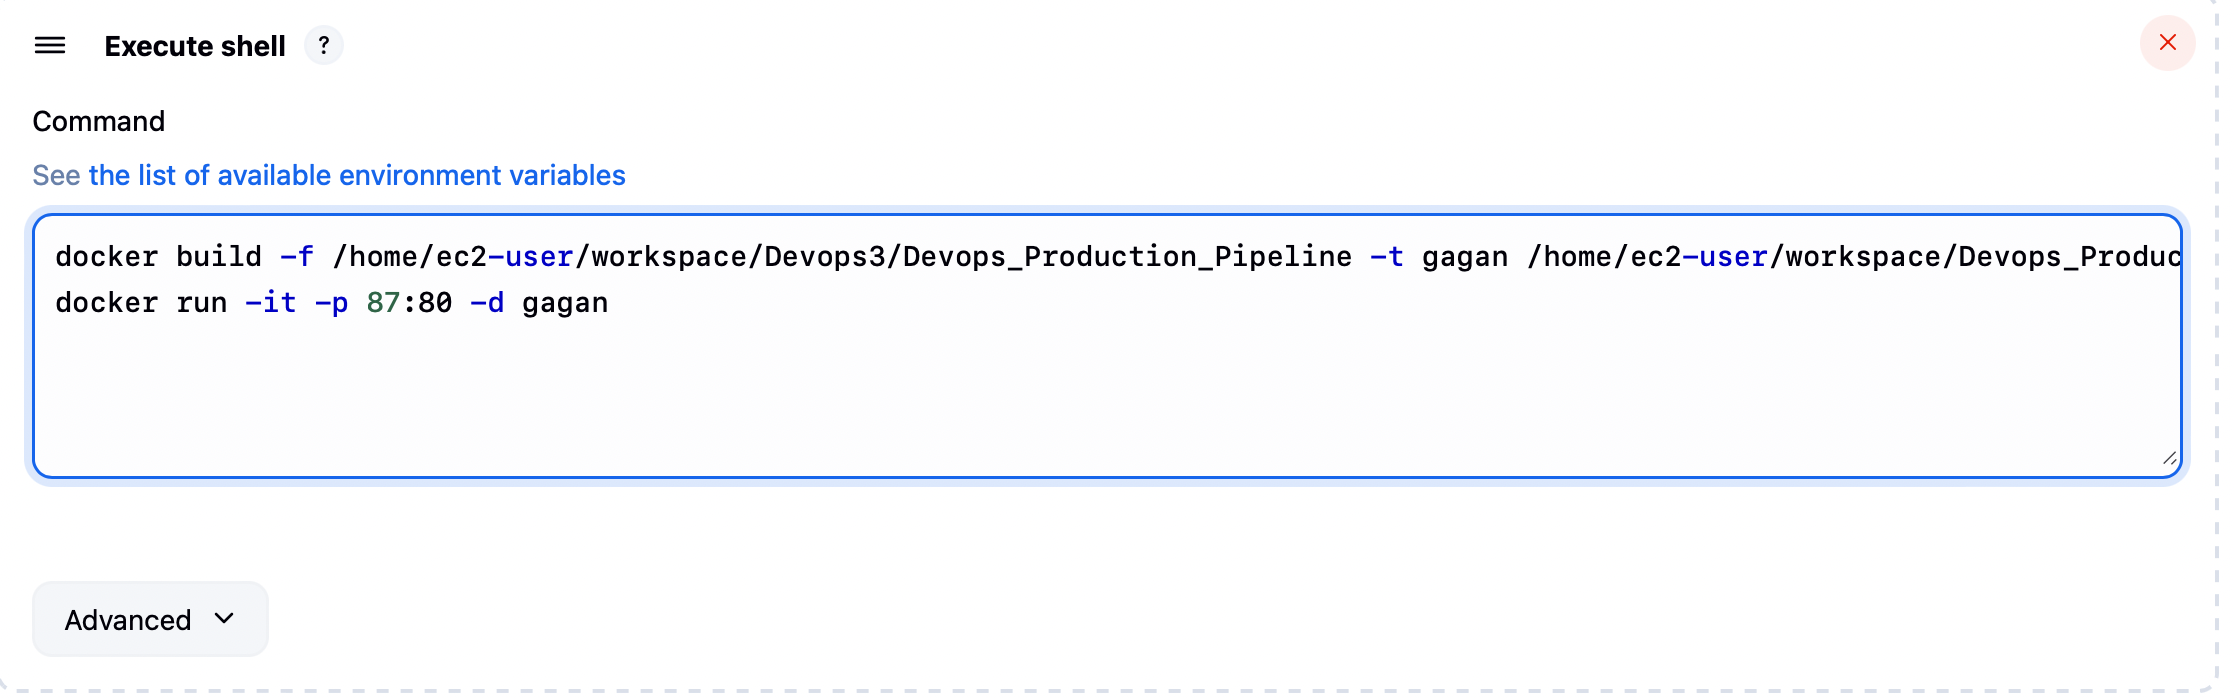 Execute shell ?
Command
See the list of available environment variables
docker build -f /home/ec2-user/workspace/Devops3/Devops_Production_Pipeline -t gagan /home/ec2-user/workspace/Devops_Produc
docker run -it -p 87:80 -d gagan
Advanced